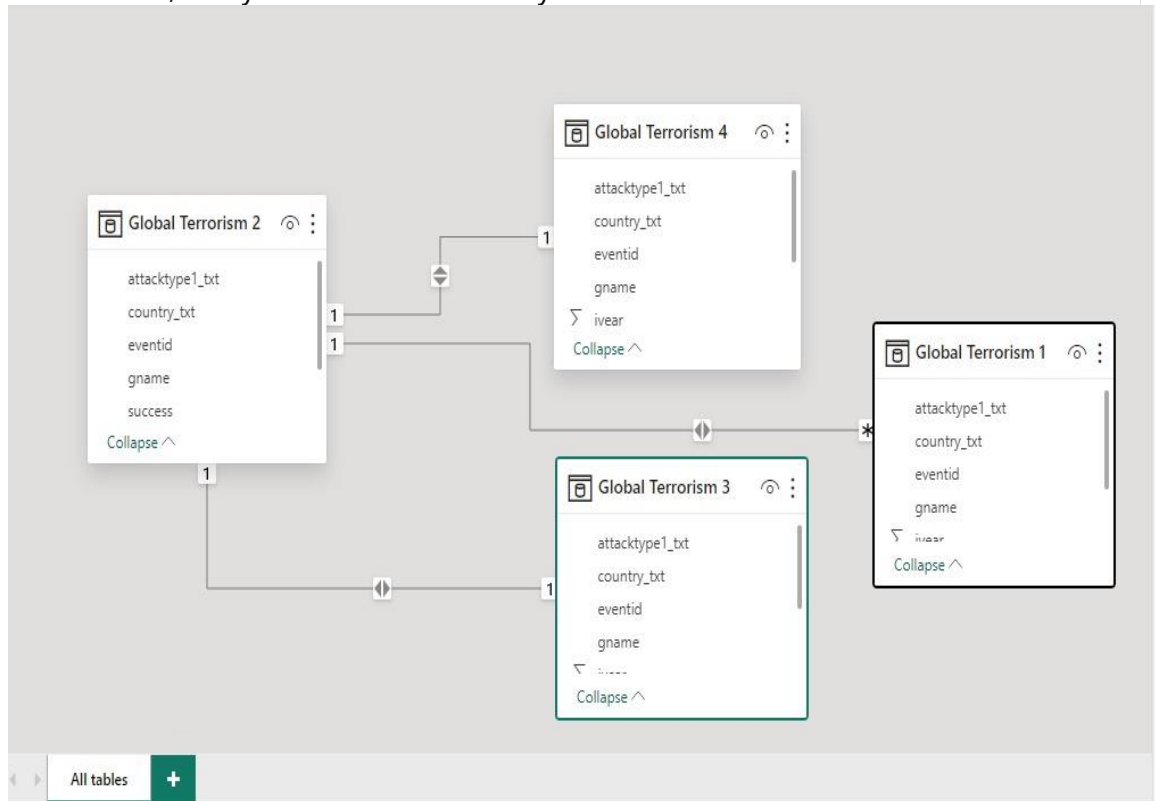 Global Terrorism 4
attacktype1_txt
country_txt
eventid
gname
∑ iyear
Collapse
Global Terrorism 2
attacktype1_txt
country_txt
eventid
gname
success
Collapse
1
1
1
1
1
*
Global Terrorism 1
attacktype1_txt
country_txt
eventid
gname
Collapse
Global Terrorism 3
attacktype1_txt
country_txt
eventid
gname
Collapse
All tables
+